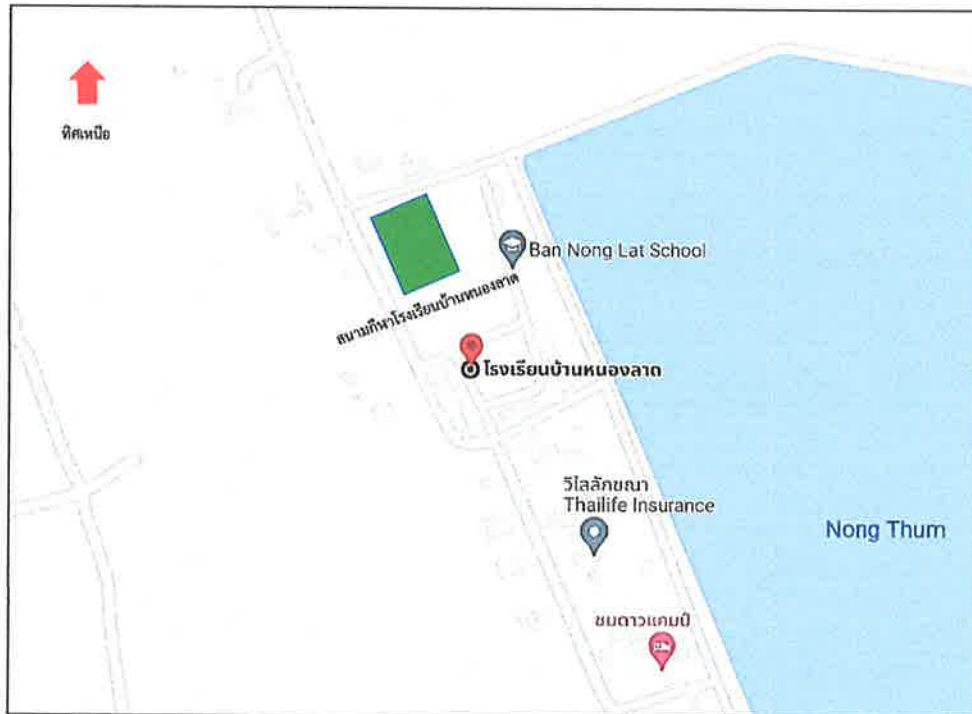 ทิศเหนือ
Ban Nong Lat School
สนามกีฬาโรงเรียนบ้านหนองลาด
โรงเรียนบ้านหนองลาด
วิไลลักขณา
Thailife Insurance
Nong Thum
ชมดาวแคมป์